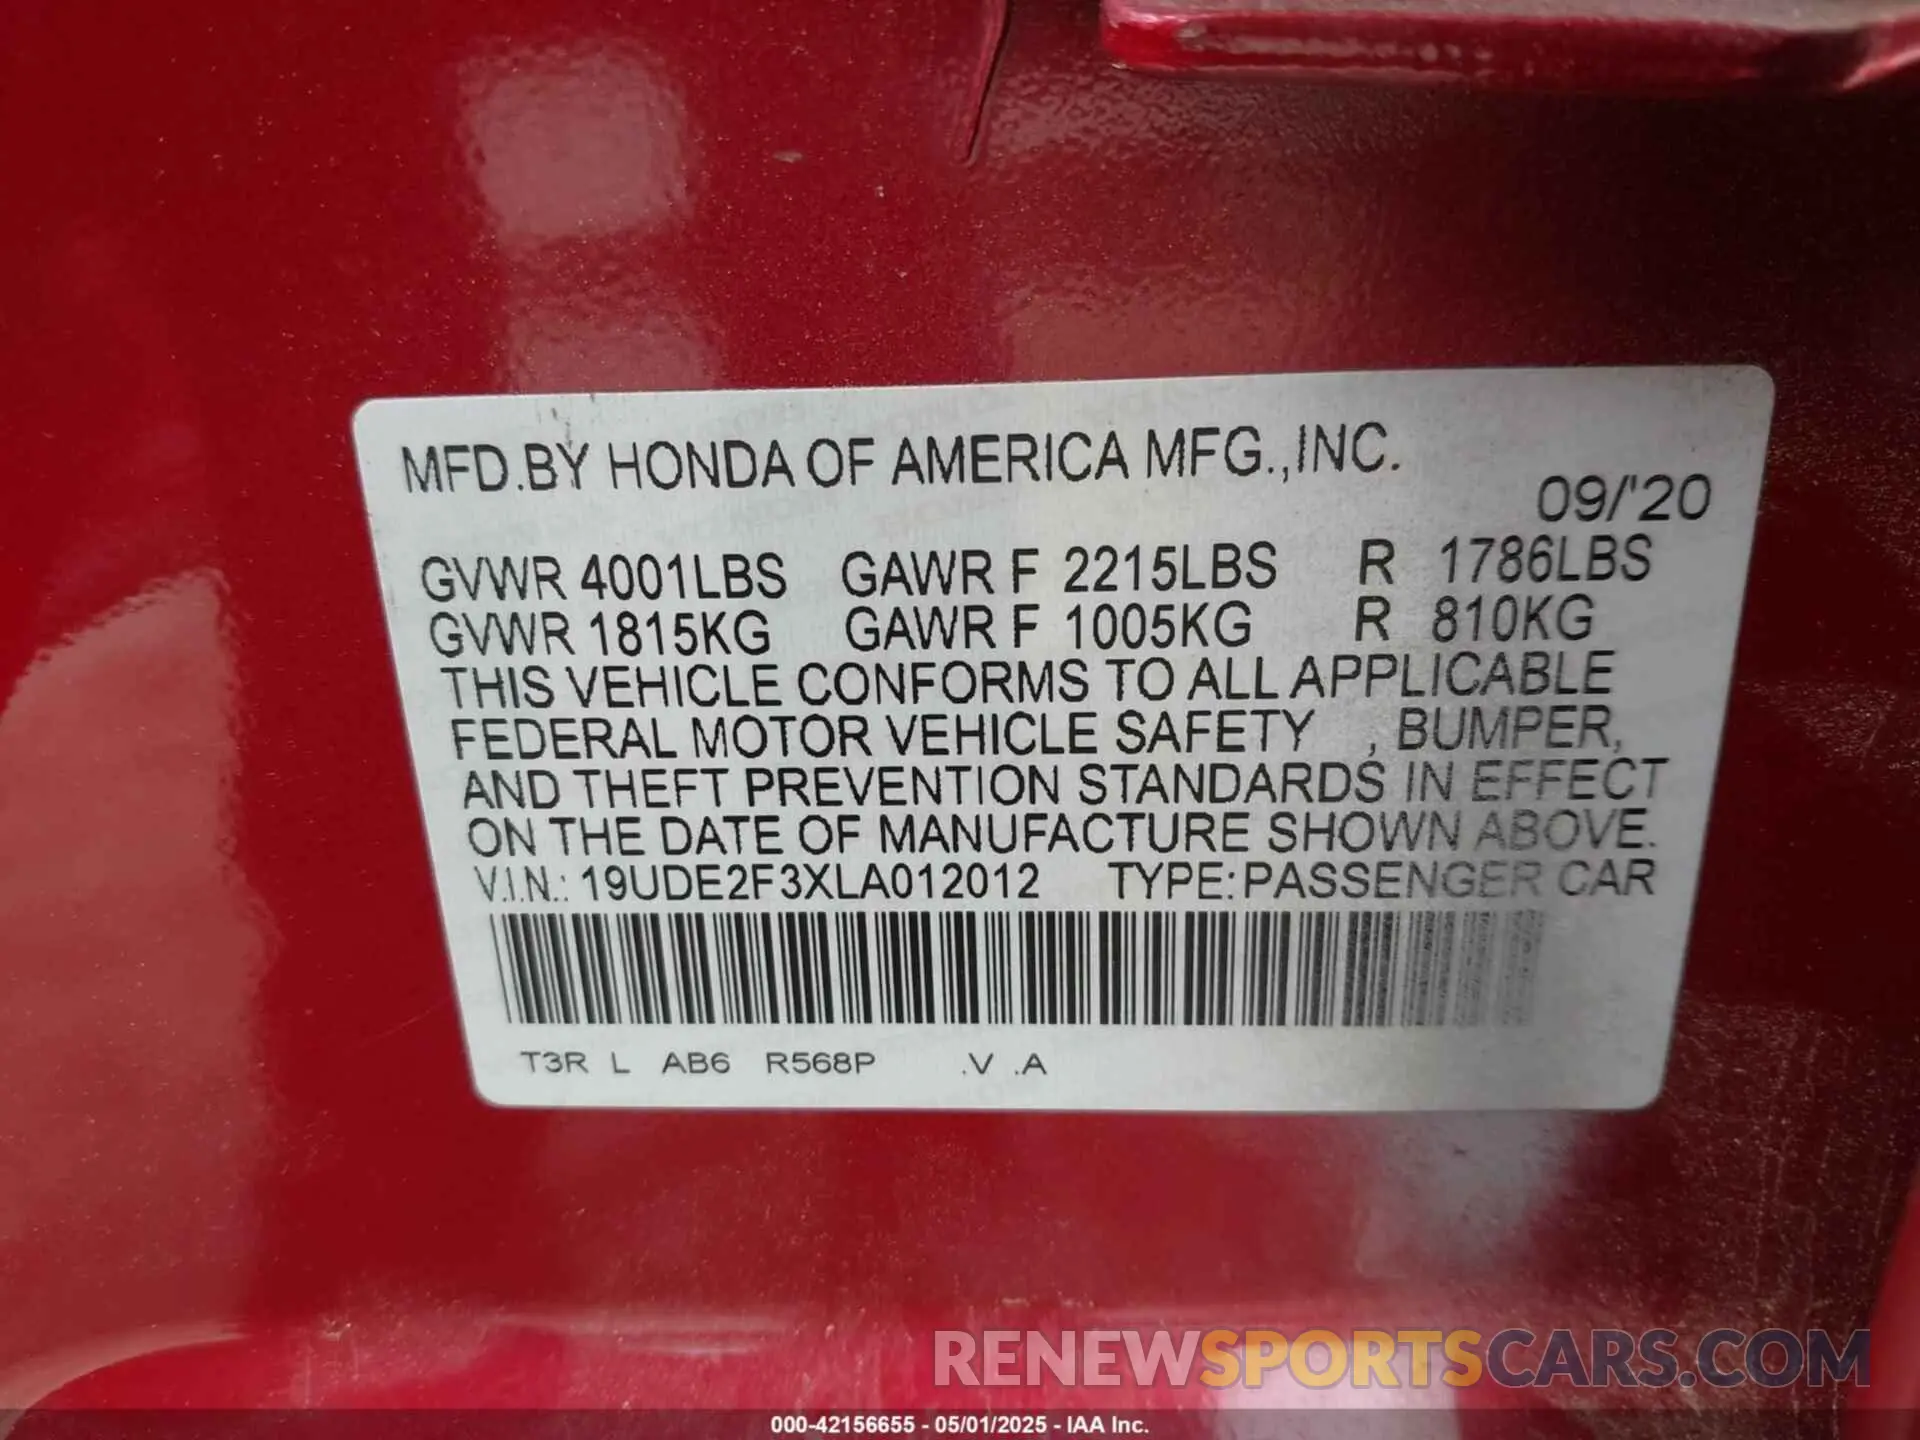 MFD.BY HONDA OF AMERICA MFG.,INC.
09/'20
GVWR 4001LBS GAWR F 2215LBS R 1786LBS
GVWR 1815KG GAWR F 1005KG R 810KG
THIS VEHICLE CONFORMS TO ALL APPLICABLE
FEDERAL MOTOR VEHICLE SAFETY , BUMPER,
AND THEFT PREVENTION STANDARDS IN EFFECT
ON THE DATE OF MANUFACTURE SHOWN ABOVE.
V.I.N.: 19UDE2F3XLA012012 TYPE:PASSENGER CAR
T3R L AB6 R568P .V .A
RENEWSPORTSCARS.COM
000-42156655 - 05/01/2025 - IAA Inc.